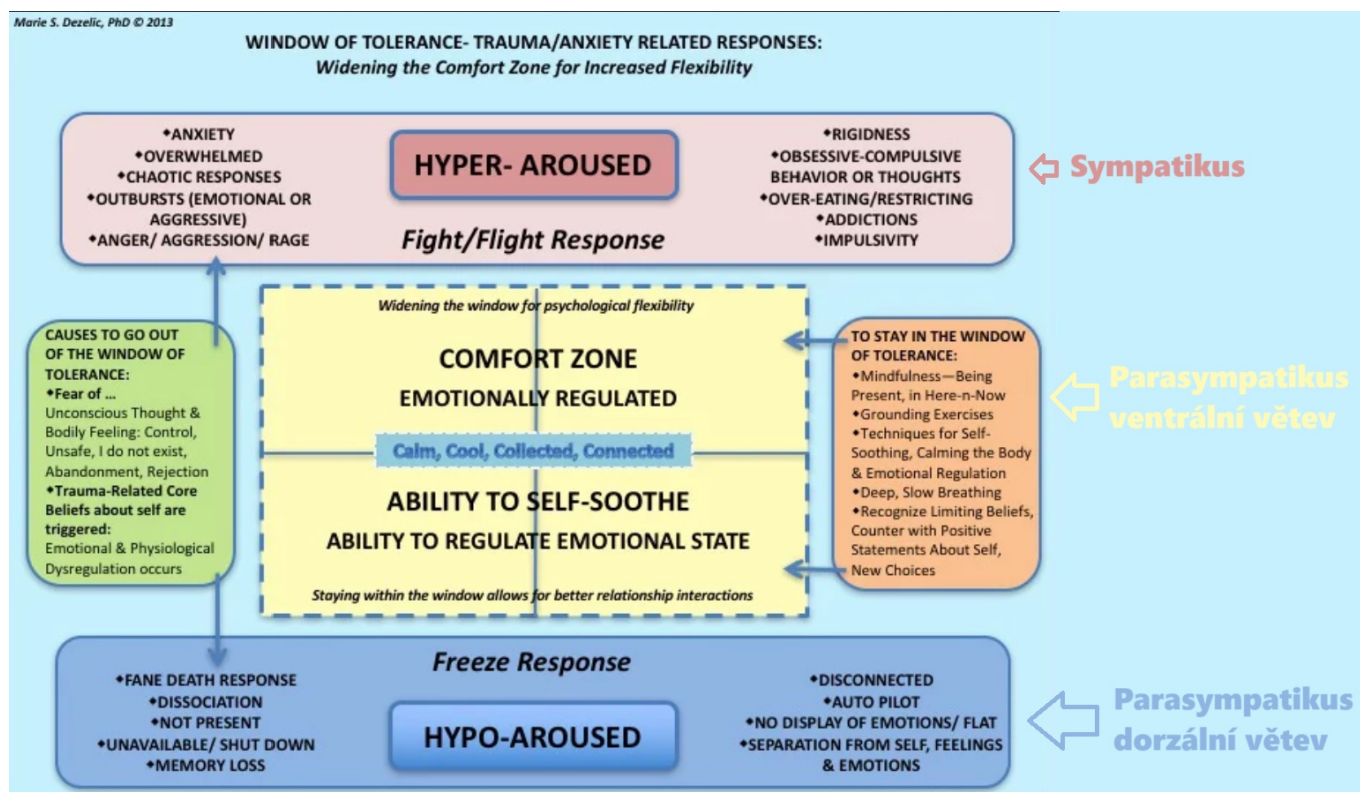 Marie S. Dezelic, PhD © 2013
WINDOW OF TOLERANCE- TRAUMA/ANXIETY RELATED RESPONSES:
Widening the Comfort Zone for Increased Flexibility
◆ANXIETY
◆OVERWHELMED
◆CHAOTIC RESPONSES
◆OUTBURSTS (EMOTIONAL OR
AGGRESSIVE)
◆ANGER/ AGGRESSION/ RAGE
HYPER- AROUSED
Fight/Flight Response
◆RIGIDNESS
◆OBSESSIVE-COMPULSIVE
BEHAVIOR OR THOUGHTS
◆OVER-EATING/RESTRICTING
◆ADDICTIONS
◆IMPULSIVITY
Sympatikus
CAUSES TO GO OUT
OF THE WINDOW OF
TOLERANCE:
◆Fear of …
Unconscious Thought &
Bodily Feeling: Control,
Unsafe, I do not exist,
Abandonment, Rejection
◆Trauma-Related Core
Beliefs about self are
triggered:
Emotional & Physiological
Dysregulation occurs
Widening the window for psychological flexibility
COMFORT ZONE
EMOTIONALLY REGULATED
Calm, Cool, Collected, Connected
ABILITY TO SELF-SOOTHE
ABILITY TO REGULATE EMOTIONAL STATE
Staying within the window allows for better relationship interactions
TO STAY IN THE WINDOW
OF TOLERANCE:
◆Mindfulness—Being
Present, in Here-n-Now
◆Grounding Exercises
◆Techniques for Self-
Soothing, Calming the Body
& Emotional Regulation
◆Deep, Slow Breathing
◆Recognize Limiting Beliefs,
Counter with Positive
Statements About Self,
New Choices
Parasympatikus
ventrální větev
Freeze Response
HYPO-AROUSED
◆FANE DEATH RESPONSE
◆DISSOCIATION
◆NOT PRESENT
◆UNAVAILABLE/ SHUT DOWN
◆MEMORY LOSS
◆DISCONNECTED
◆AUTO PILOT
◆NO DISPLAY OF EMOTIONS/ FLAT
◆SEPARATION FROM SELF, FEELINGS
& EMOTIONS
Parasympatikus
dorzální větev